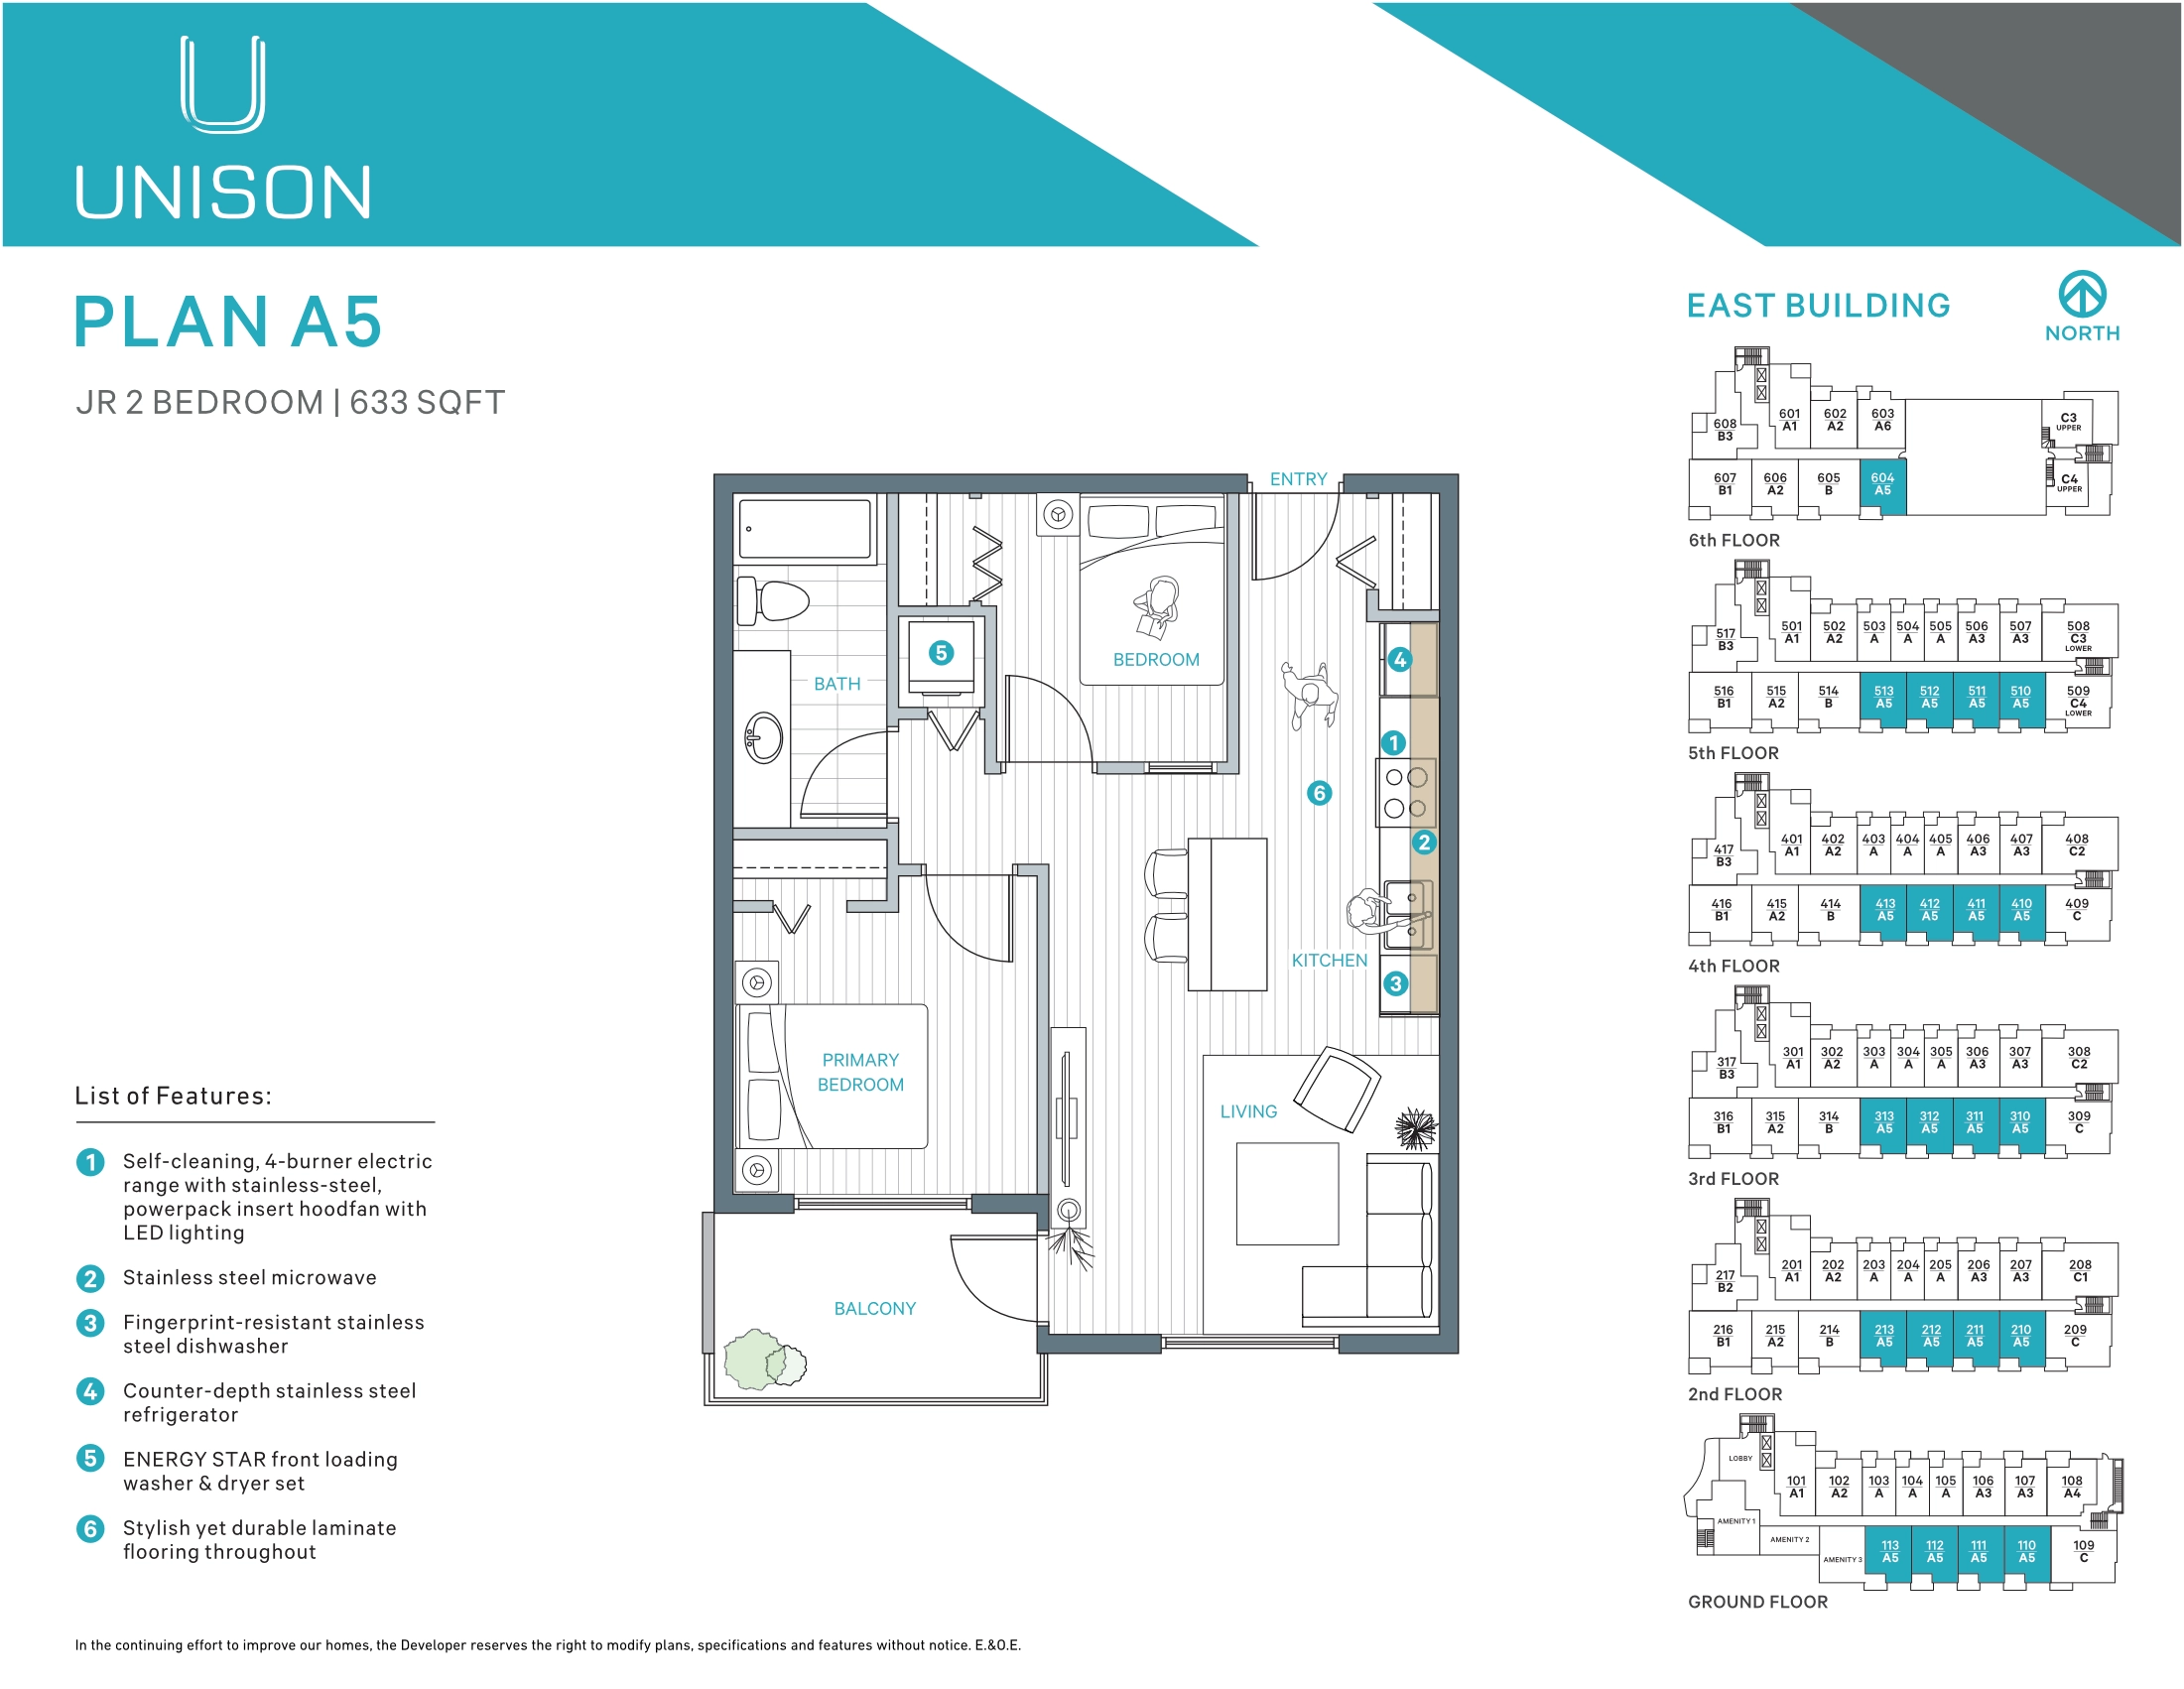 U
UNISON
PLAN A5
JR 2 BEDROOM | 633 SQFT
ENTRY
BEDROOM
BATH
5
4
1
6
2
KITCHEN
3
PRIMARY
BEDROOM
LIVING
BALCONY
List of Features:
1 Self-cleaning, 4-burner electric
range with stainless-steel,
powerpack insert hoodfan with
LED lighting
2 Stainless steel microwave
3 Fingerprint-resistant stainless
steel dishwasher
4 Counter-depth stainless steel
refrigerator
5 ENERGY STAR front loading
washer & dryer set
6 Stylish yet durable laminate
flooring throughout
EAST BUILDING
NORTH
608 601 602 603 C3
B3 A1 A2 A6 UPPER
607 606 605 604 C4
B1 A2 B A5 UPPER
6th FLOOR
517 501 502 503 504 505 506 507 508
B3 A1 A2 A A A A3 A3 C3
LOWER
516 515 514 513 512 511 510 509
B1 A2 B A5 A5 A5 A5 C4
LOWER
5th FLOOR
417 401 402 403 404 405 406 407 408
B3 A1 A2 A A A A3 A3 C2
416 415 414 413 412 411 410 409
B1 A2 B A5 A5 A5 A5 C
4th FLOOR
317 301 302 303 304 305 306 307 308
B3 A1 A2 A A A A3 A3 C2
316 315 314 313 312 311 310 309
B1 A2 B A5 A5 A5 A5 C
3rd FLOOR
217 201 202 203 204 205 206 207 208
B2 A1 A2 A A A A3 A3 C1
216 215 214 213 212 211 210 209
B1 A2 B A5 A5 A5 A5 C
2nd FLOOR
LOBBY
101 102 103 104 105 106 107 108
A1 A2 A A A A3 A3 A4
AMENITY 1
AMENITY 2
AMENITY 3
113 112 111 110 109
A5 A5 A5 A5 C
GROUND FLOOR
In the continuing effort to improve our homes, the Developer reserves the right to modify plans, specifications and features without notice. E.&O.E.